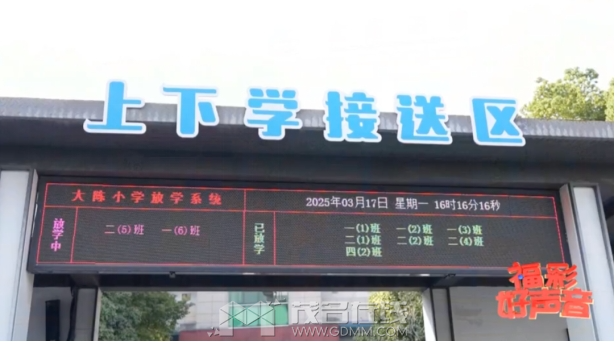 上下学接送区
大陈小学放学系统
2025年03月17日 星期一 16时16分16秒
放学中
二(5)班 一(6)班
已放学
一(1)班 一(2)班 一(3)班
二(1)班 二(2)班 二(4)班
四(2)班
福彩
好声音
茂名在线
WWW.GDMM.COM